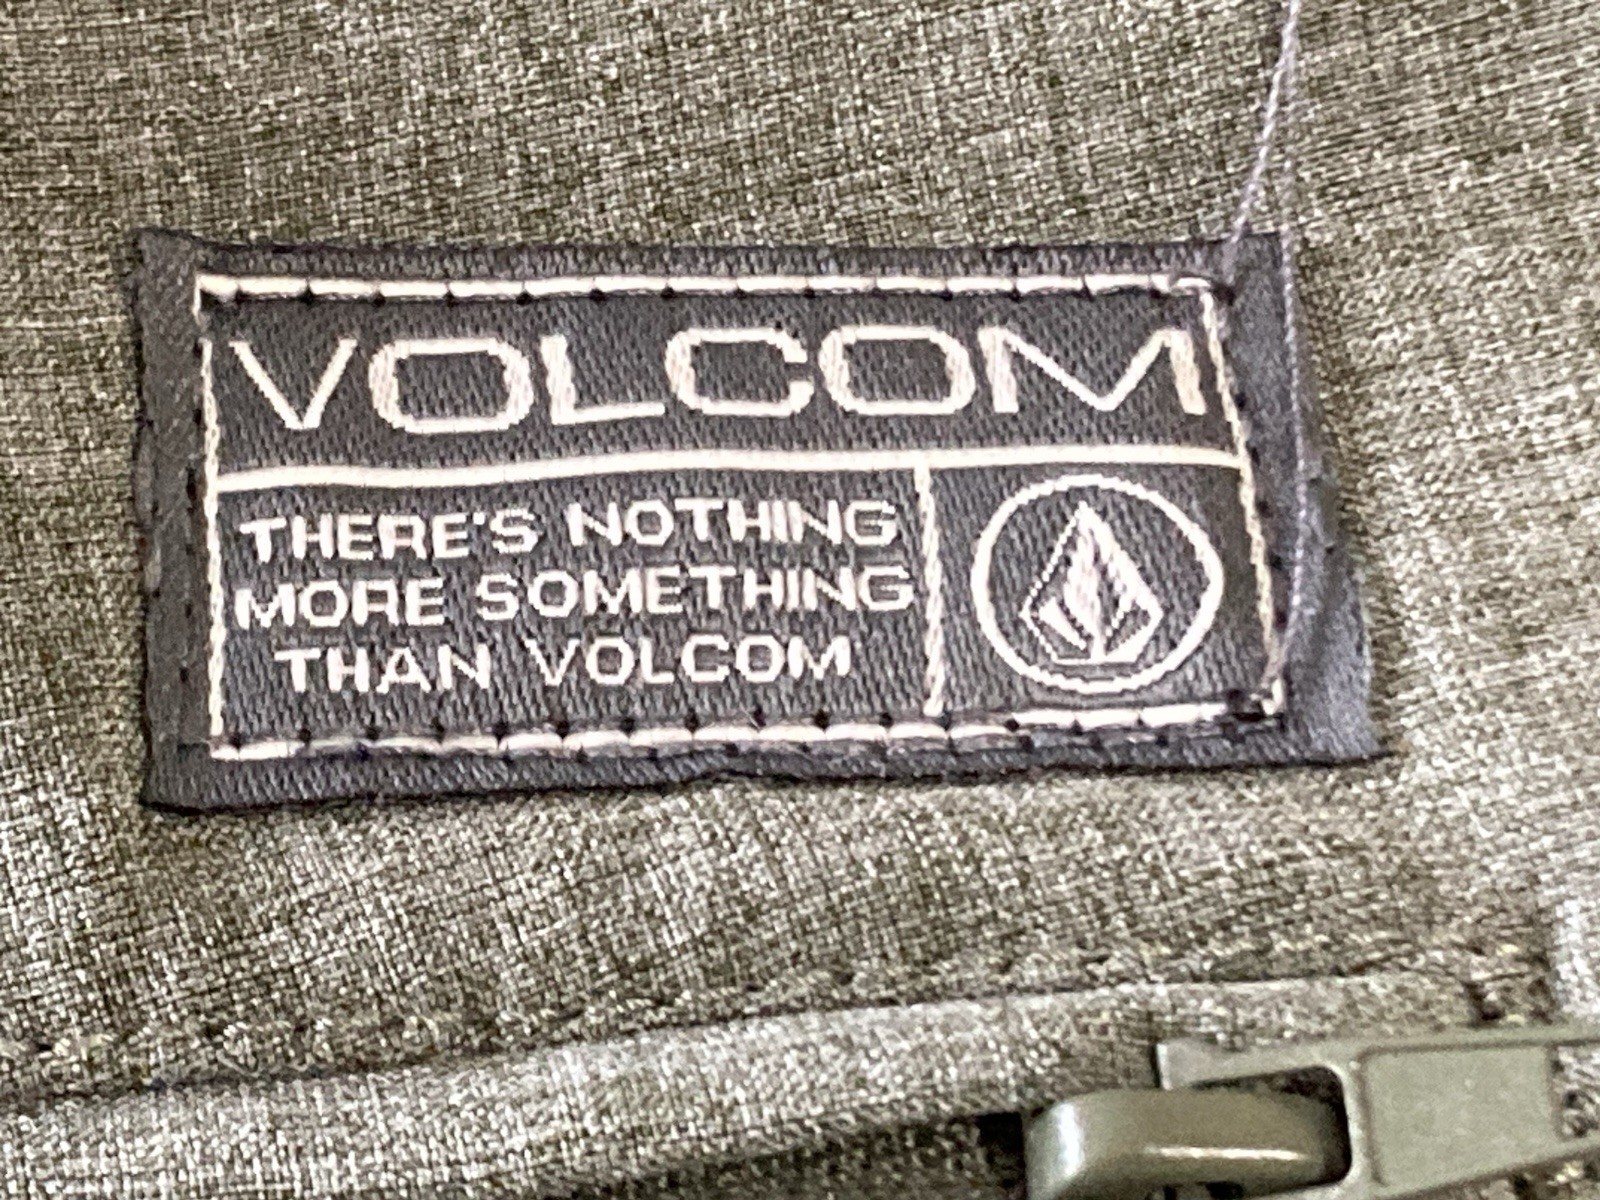 VOLCOM
THERE'S NOTHING
MORE SOMETHING
THAN VOLCOM